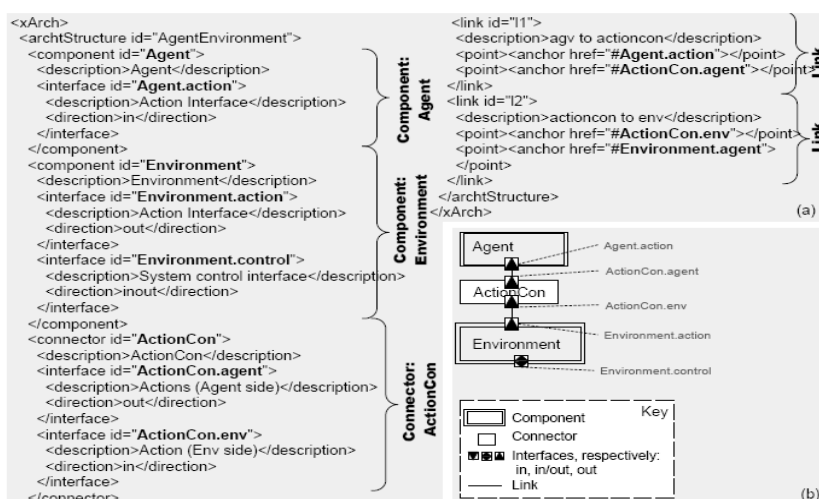 <xArch>
<archtStructure id="AgentEnvironment">
<component id="Agent">
<description>Agent</description>
<interface id="Agent.action">
<description>Action Interface</description>
<direction>in</direction>
</interface>
</component>
<component id="Environment">
<description>Environment</description>
<interface id="Environment.action">
<description>Action Interface</description>
<direction>out</direction>
</interface>
<interface id="Environment.control">
<description>System control interface</description>
<direction>inout</direction>
</interface>
</component>
<connector id="ActionCon">
<description>ActionCon</description>
<interface id="ActionCon.agent">
<description>Actions (Agent side)</description>
<direction>out</direction>
</interface>
<interface id="ActionCon.env">
<description>Action (Env side)</description>
<direction>in</direction>
</interface>
</connector>
Component:
Agent
Component:
Environment
Connector:
ActionCon
<link id="l1">
<description>agv to actioncon</description>
<point><anchor href="#Agent.action"></point>
<point><anchor href="#ActionCon.agent"></point>
</link>
<link id="l2">
<description>actioncon to env</description>
<point><anchor href="#ActionCon.env"></point>
<point><anchor href="#Environment.agent">
</point>
</link>
</archtStructure>
</xArch>
Link
Link
(a)
Agent
Agent.action
ActionCon.agent
ActionCon
ActionCon.env
Environment.action
Environment
Environment.control
Key
Component
Connector
Interfaces, respectively:
in, in/out, out
Link
(b)